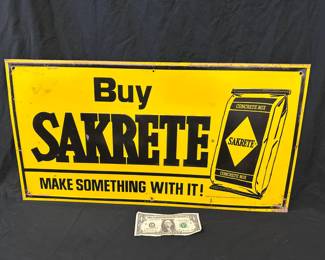 Buy
SAKRETE
MAKE SOMETHING WITH IT!
CONCRETE MIX
SAKRETE
CONCRETE MIX